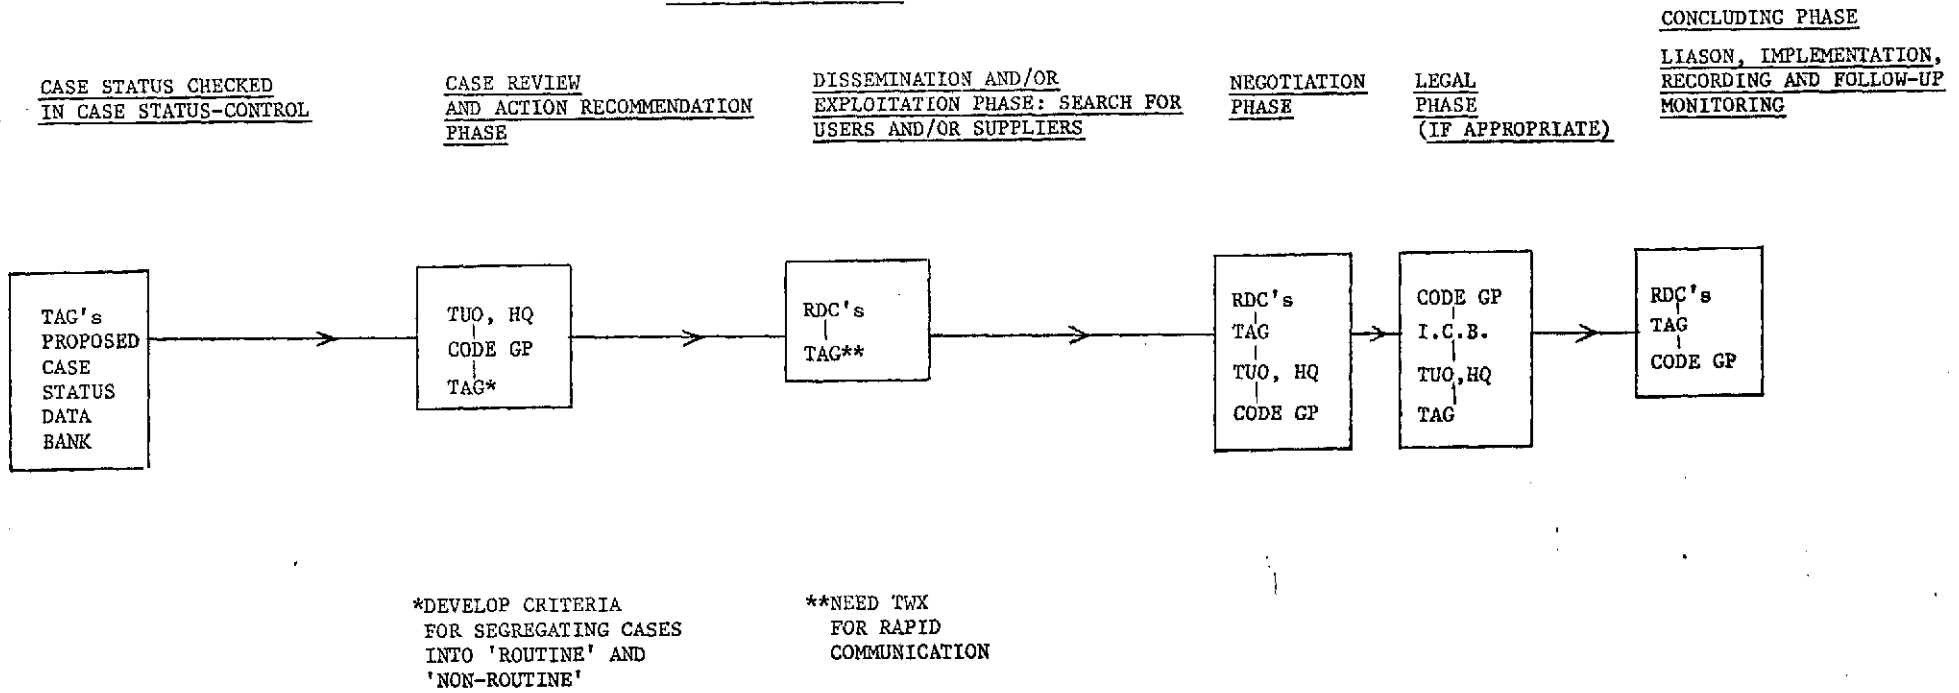 CASE STATUS CHECKED
IN CASE STATUS-CONTROL
CASE REVIEW
AND ACTION RECOMMENDATION
PHASE
DISSEMINATION AND/OR
EXPLOITATION PHASE: SEARCH FOR
USERS AND/OR SUPPLIERS
NEGOTIATION
PHASE
LEGAL
PHASE
(IF APPROPRIATE)
CONCLUDING PHASE
LIASON, IMPLEMENTATION,
RECORDING AND FOLLOW-UP
MONITORING
TAG's
PROPOSED
CASE
STATUS
DATA
BANK
TUO, HQ
CODE GP
TAG*
RDC's
TAG**
RDC's
TAG
TUO, HQ
CODE GP
CODE GP
I.C.B.
TUO,HQ
TAG
RDC's
TAG
CODE GP
*DEVELOP CRITERIA
FOR SEGREGATING CASES
INTO 'ROUTINE' AND
'NON-ROUTINE'
**NEED TWX
FOR RAPID
COMMUNICATION